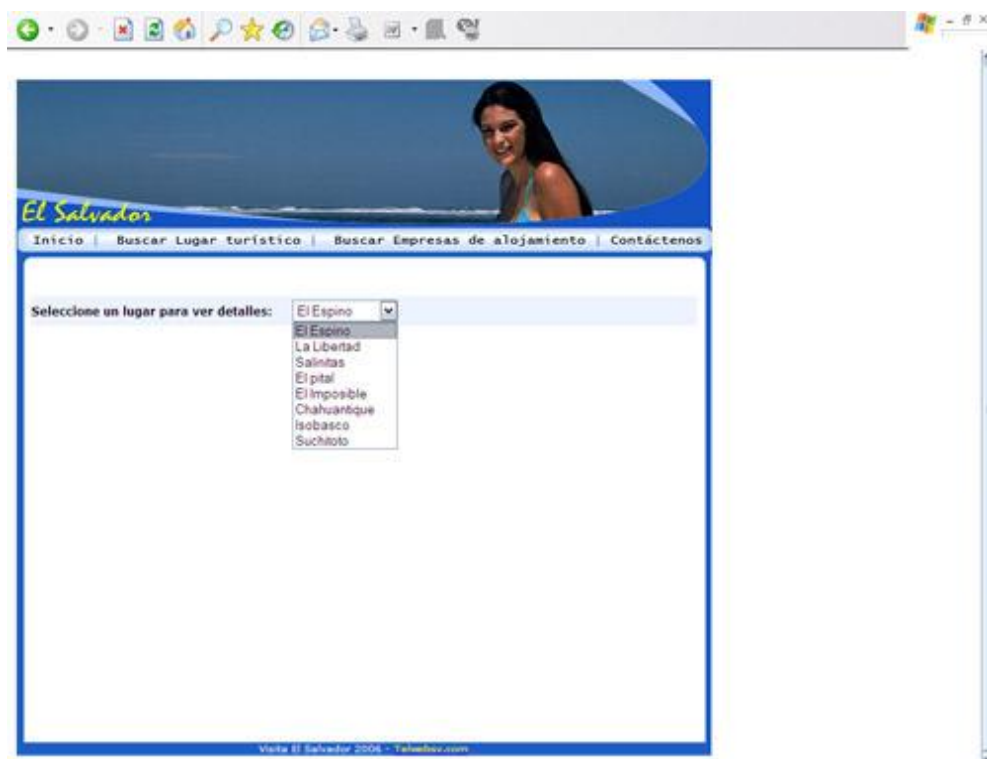 El Salvador
Inicio | Buscar Lugar turístico | Buscar Empresas de alojamiento | Contáctenos
Seleccione un lugar para ver detalles: El Espino
El Espino
La Libertad
Salinitas
El pital
El Imposible
Chahuantique
Isobasco
Suchitoto
Visita El Salvador 2006 -